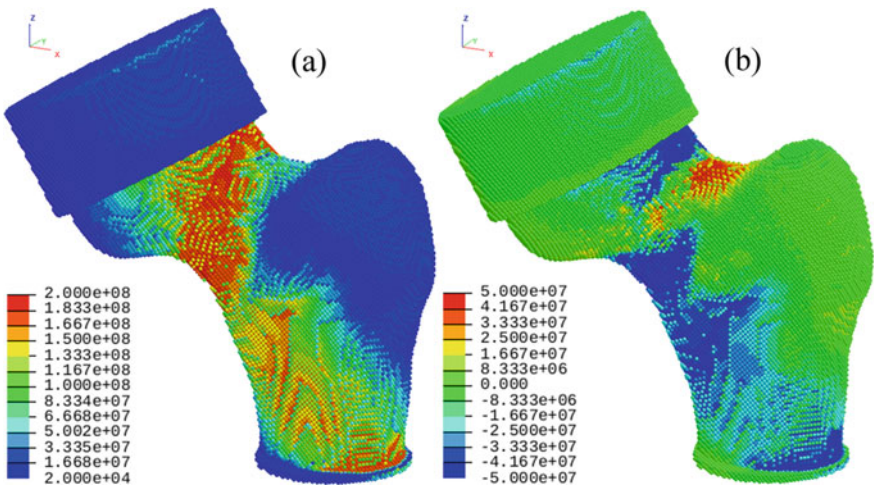 z
Y
X
(a)
z
Y
X
(b)
2.000e+08
1.833e+08
1.667e+08
1.500e+08
1.333e+08
1.167e+08
1.000e+08
8.334e+07
6.668e+07
5.002e+07
3.335e+07
1.668e+07
2.000e+04
5.000e+07
4.167e+07
3.333e+07
2.500e+07
1.667e+07
8.333e+06
0.000
-8.333e+06
-1.667e+07
-2.500e+07
-3.333e+07
-4.167e+07
-5.000e+07